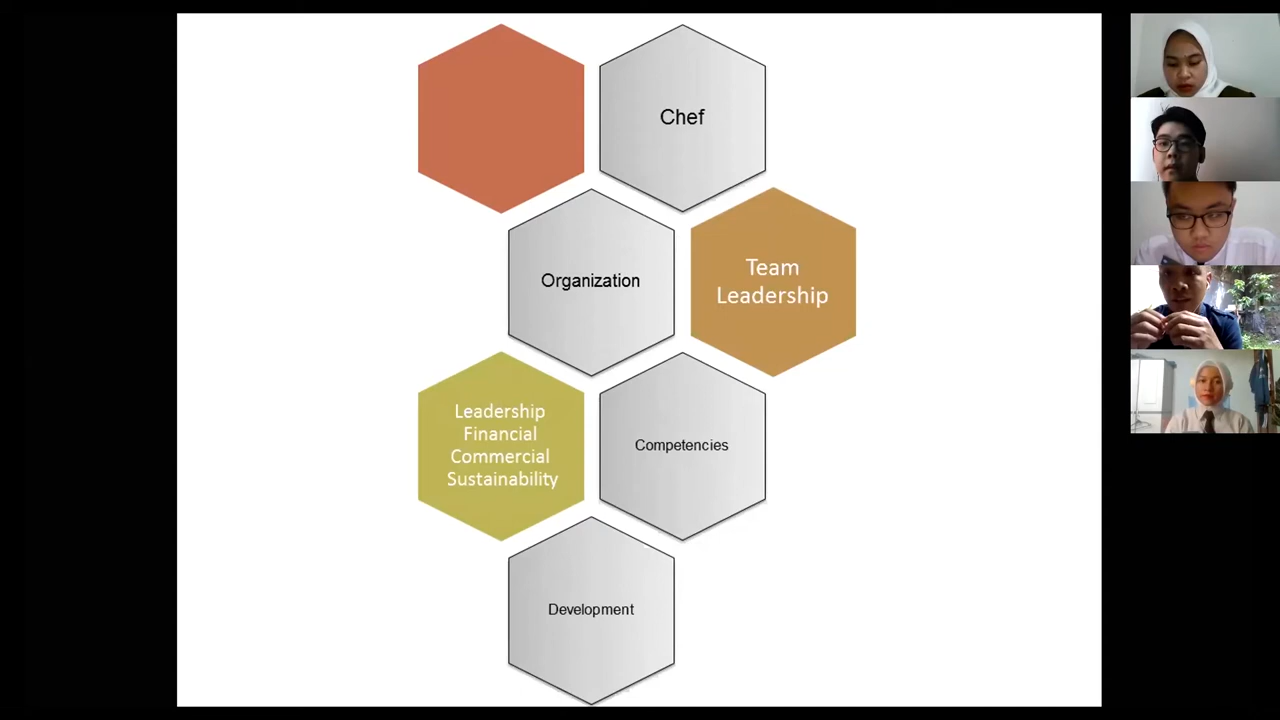 Chef
Organization
Team
Leadership
Leadership
Financial
Commercial
Sustainability
Competencies
Development